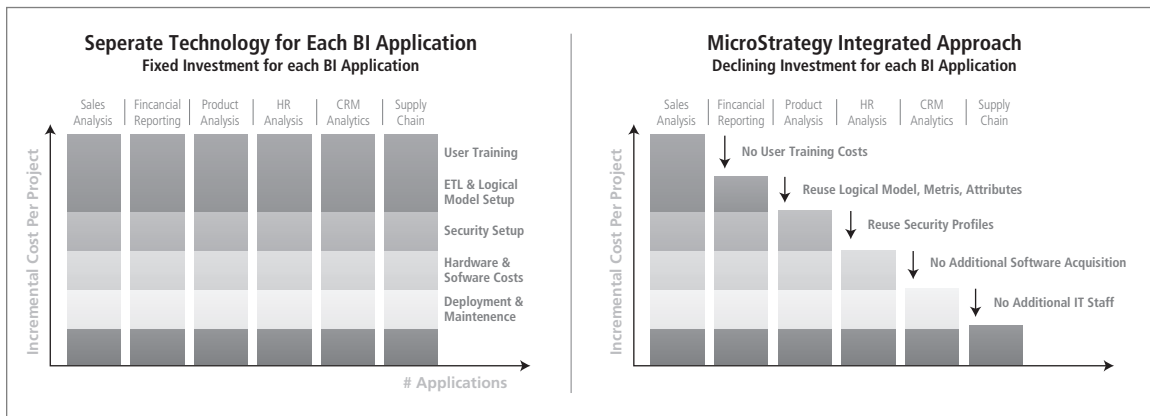 Seperate Technology for Each BI Application
Fixed Investment for each BI Application
Sales Analysis
Fincancial Reporting
Product Analysis
HR Analysis
CRM Analytics
Supply Chain
User Training
ETL & Logical
Model Setup
Security Setup
Hardware &
Sofware Costs
Deployment &
Maintenence
Incremental Cost Per Project
# Applications
MicroStrategy Integrated Approach
Declining Investment for each BI Application
Sales Analysis
Fincancial Reporting
Product Analysis
HR Analysis
CRM Analytics
Supply Chain
No User Training Costs
Reuse Logical Model, Metris, Attributes
Reuse Security Profiles
No Additional Software Acquisition
No Additional IT Staff
Incremental Cost Per Project